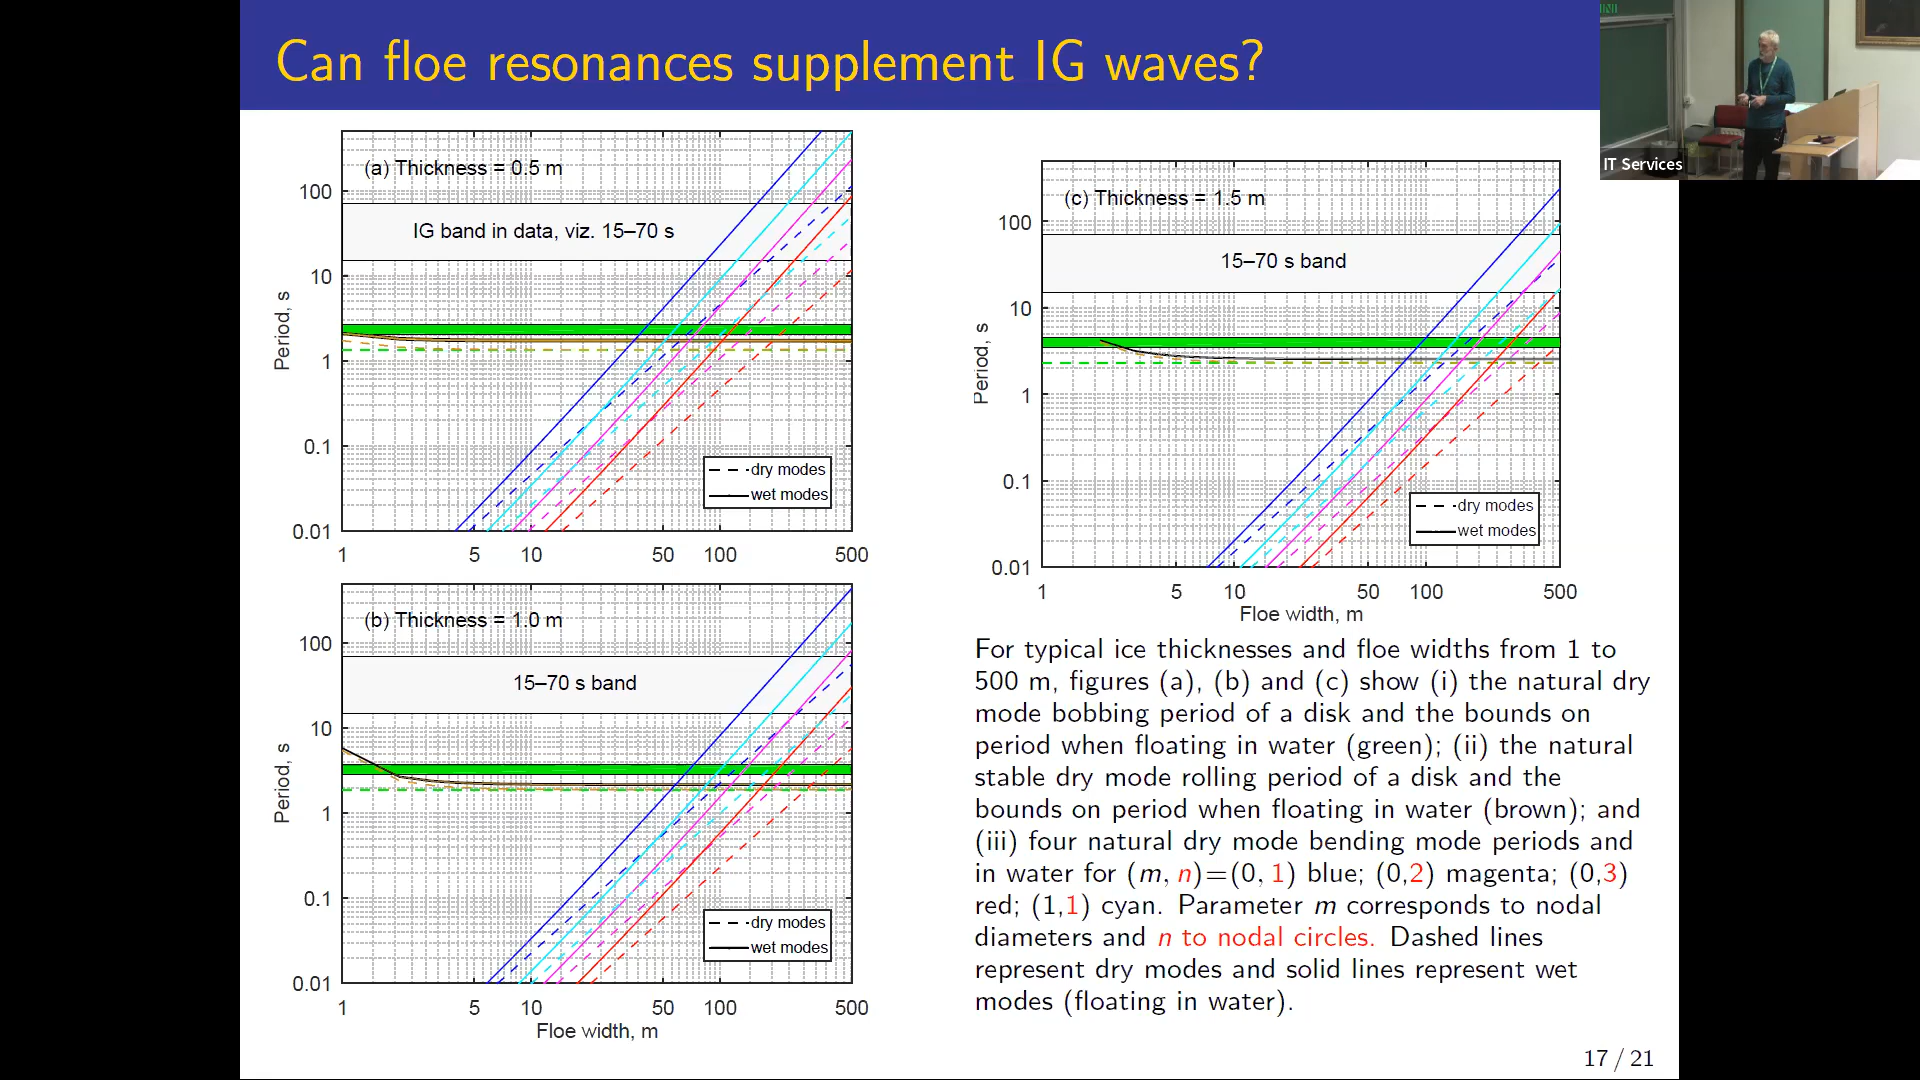 Can floe resonances supplement IG waves?
IT Services
(a) Thickness = 0.5 m
IG band in data, viz. 15–70 s
Period, s
100
10
1
0.1
0.01
1 5 10 50 100 500
dry modes
wet modes
(b) Thickness = 1.0 m
15–70 s band
Period, s
100
10
1
0.1
0.01
1 5 10 50 100 500
Floe width, m
dry modes
wet modes
(c) Thickness = 1.5 m
15–70 s band
Period, s
100
10
1
0.1
0.01
1 5 10 50 100 500
Floe width, m
dry modes
wet modes
For typical ice thicknesses and floe widths from 1 to
500 m, figures (a), (b) and (c) show (i) the natural dry
mode bobbing period of a disk and the bounds on
period when floating in water (green); (ii) the natural
stable dry mode rolling period of a disk and the
bounds on period when floating in water (brown); and
(iii) four natural dry mode bending mode periods and
in water for (m, n)=(0, 1) blue; (0,2) magenta; (0,3)
red; (1,1) cyan. Parameter m corresponds to nodal
diameters and n to nodal circles. Dashed lines
represent dry modes and solid lines represent wet
modes (floating in water).
17 / 21